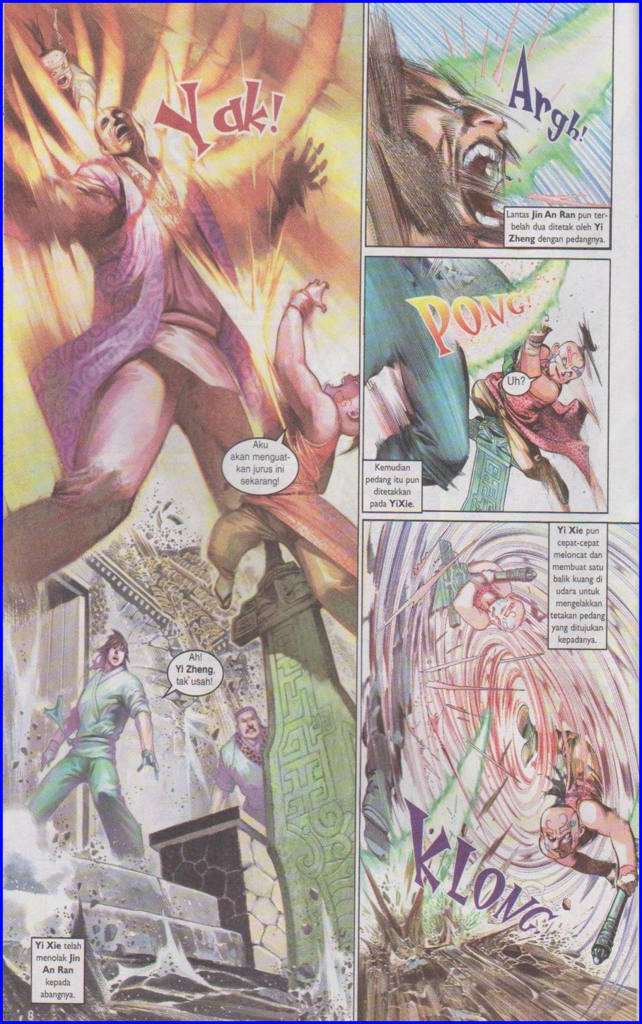 Yak!
Aku
akan menguat-
kan jurus ini
sekarang!
Ah!
Yi Zheng,
tak usah!
Yi Xie telah
menolak Jin
An Ran
kepada
abangnya.
8
Argh!
Lantas Jin An Ran pun ter-
belah dua ditetak oleh Yi
Zheng dengan pedangnya.
PONG!
Uh?
Kemudian
pedang itu pun
ditetakkan
pada YiXie.
Yi Xie pun
cepat-cepat
meloncat dan
membuat satu
balik kuang di
udara untuk
mengelakkan
tetakan pedang
yang ditujukan
kepadanya.
KLONG!